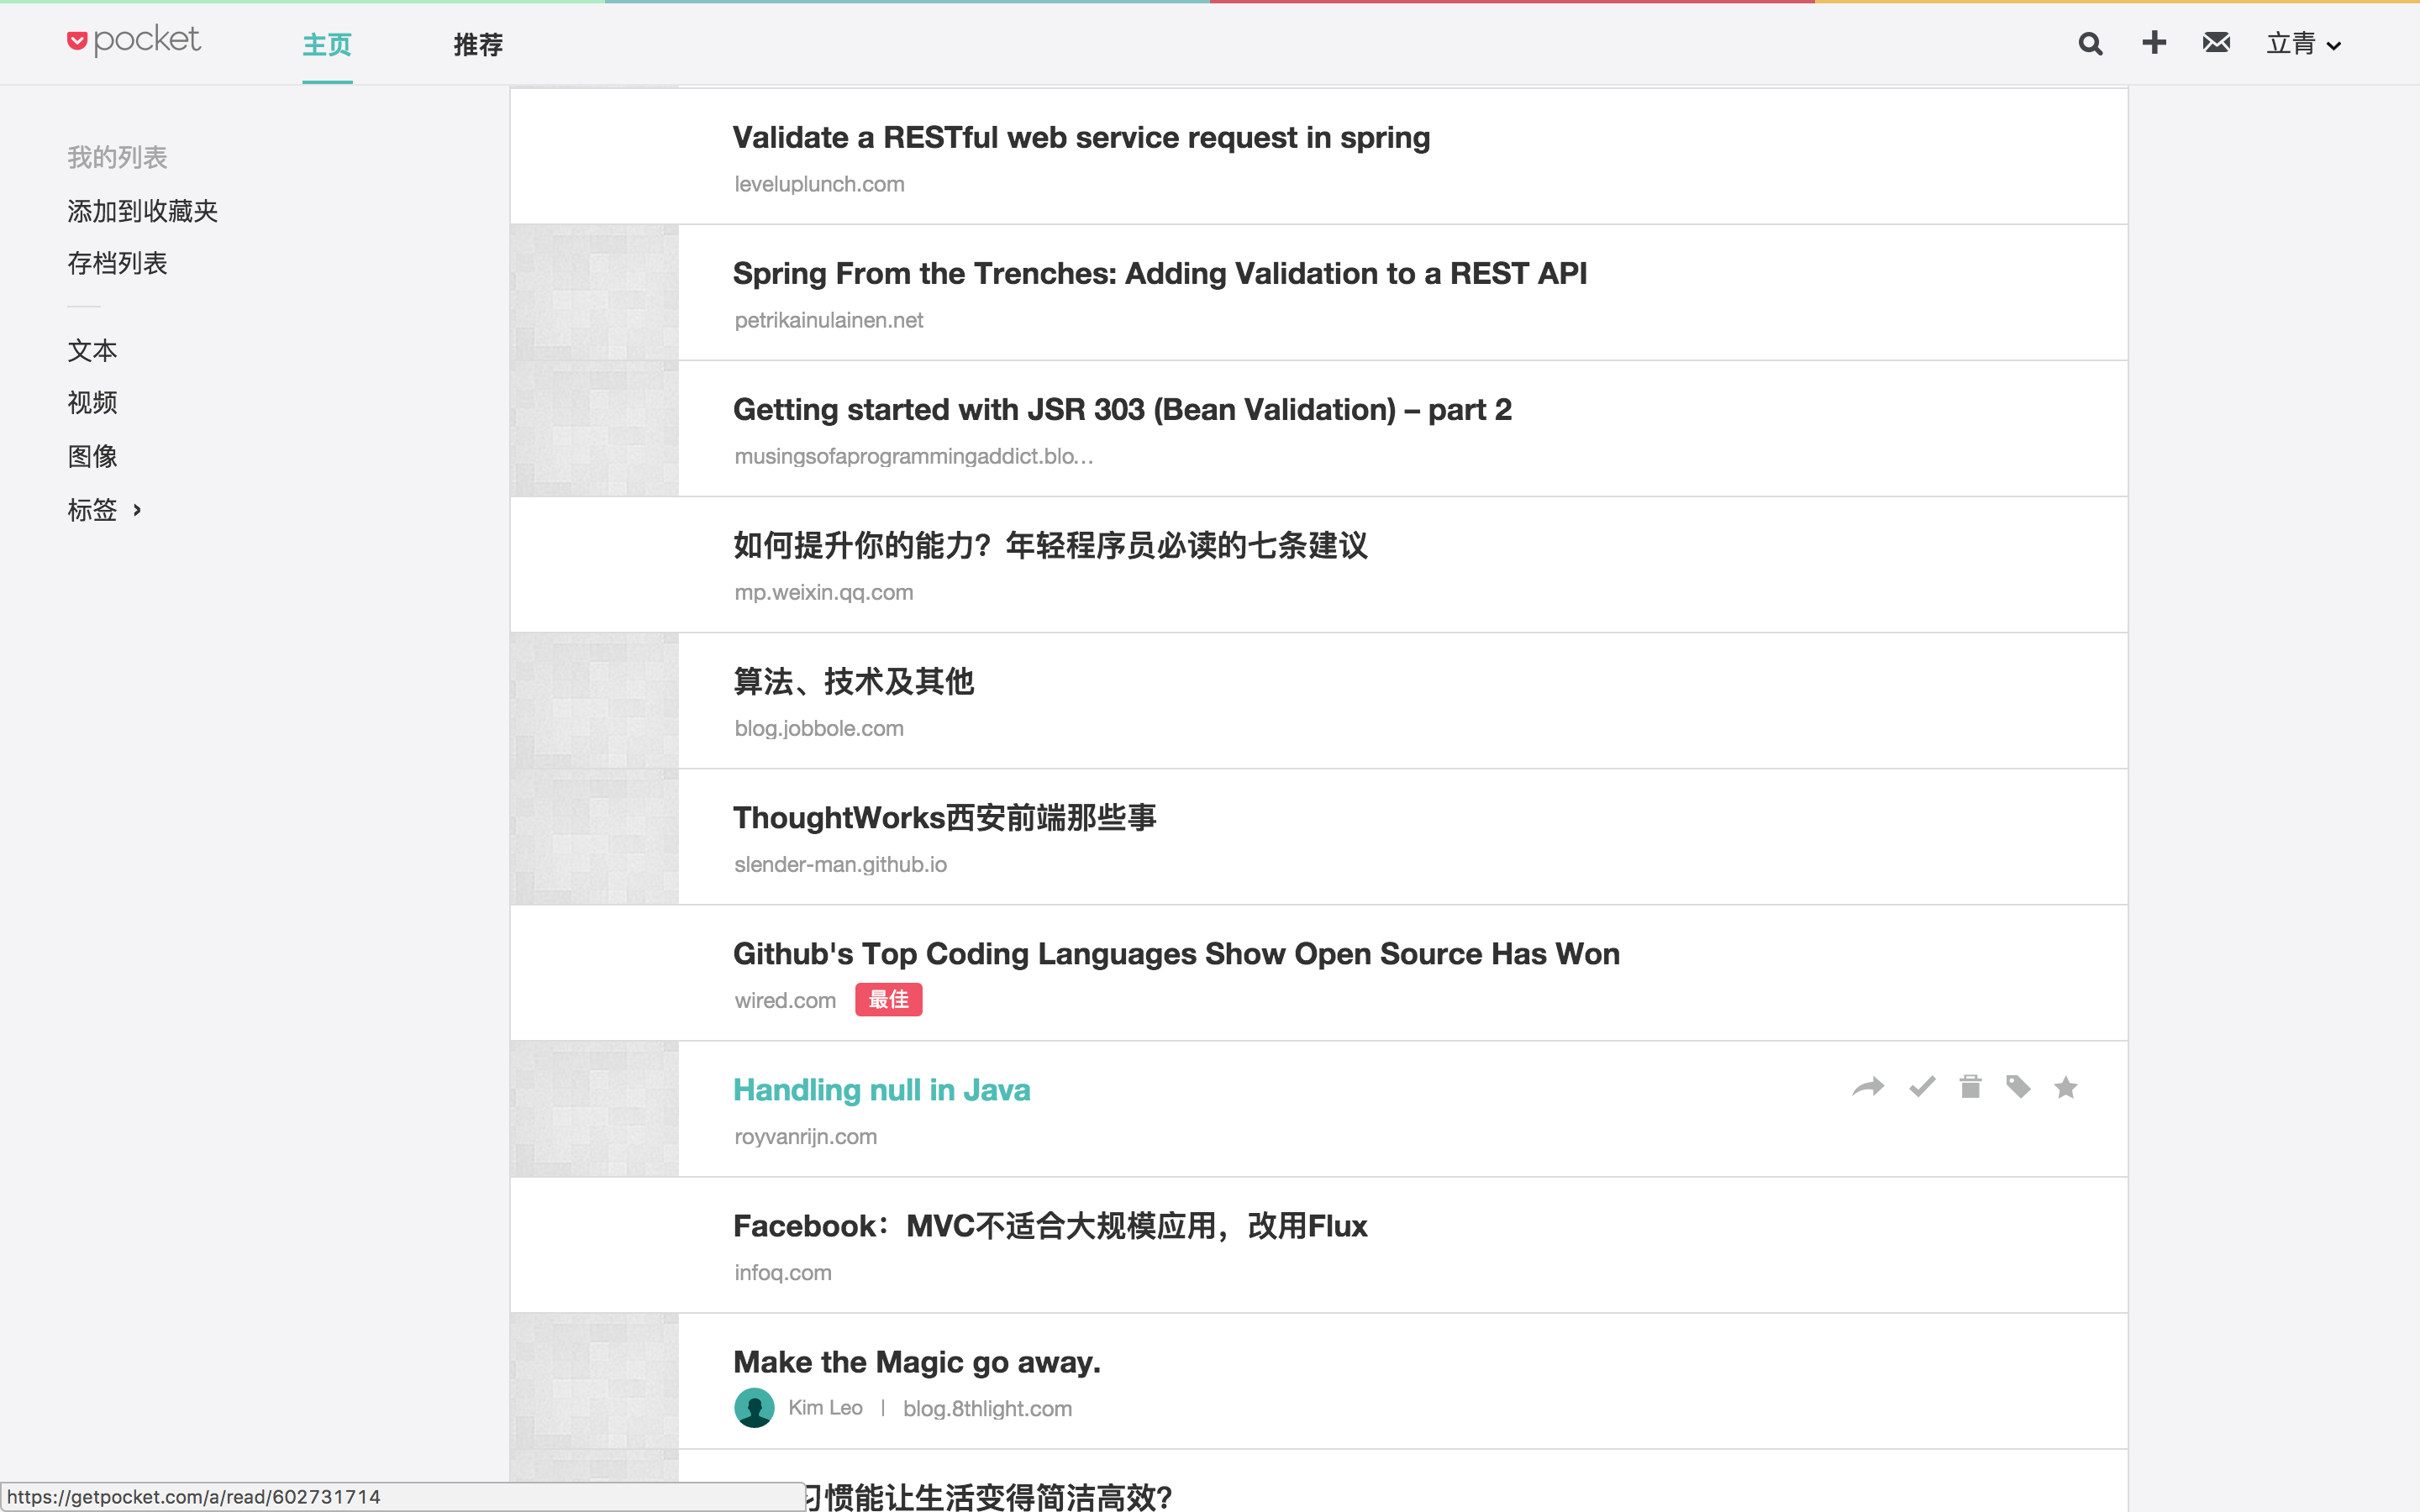 pocket
主页
推荐
立青
我的列表
添加到收藏夹
存档列表
文本
视频
图像
标签
Validate a RESTful web service request in spring
leveluplunch.com
Spring From the Trenches: Adding Validation to a REST API
petrikainulainen.net
Getting started with JSR 303 (Bean Validation) – part 2
musingsofaprogrammingaddict.blo...
如何提升你的能力？年轻程序员必读的七条建议
mp.weixin.qq.com
算法、技术及其他
blog.jobbole.com
ThoughtWorks西安前端那些事
slender-man.github.io
Github's Top Coding Languages Show Open Source Has Won
wired.com 最佳
Handling null in Java
royvanrijn.com
Facebook：MVC不适合大规模应用，改用Flux
infoq.com
Make the Magic go away.
Kim Leo | blog.8thlight.com
惯能让生活变得简洁高效？
https://getpocket.com/a/read/602731714